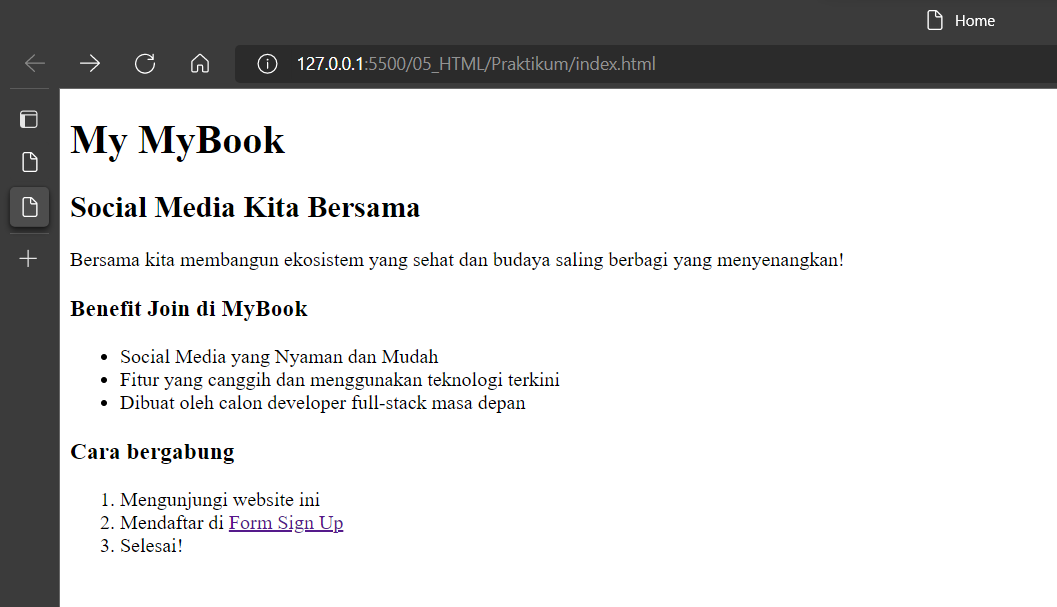 Home
127.0.0.1:5500/05_HTML/Praktikum/index.html
My MyBook
Social Media Kita Bersama
Bersama kita membangun ekosistem yang sehat dan budaya saling berbagi yang menyenangkan!
Benefit Join di MyBook
• Social Media yang Nyaman dan Mudah
• Fitur yang canggih dan menggunakan teknologi terkini
• Dibuat oleh calon developer full-stack masa depan
Cara bergabung
1. Mengunjungi website ini
2. Mendaftar di Form Sign Up
3. Selesai!